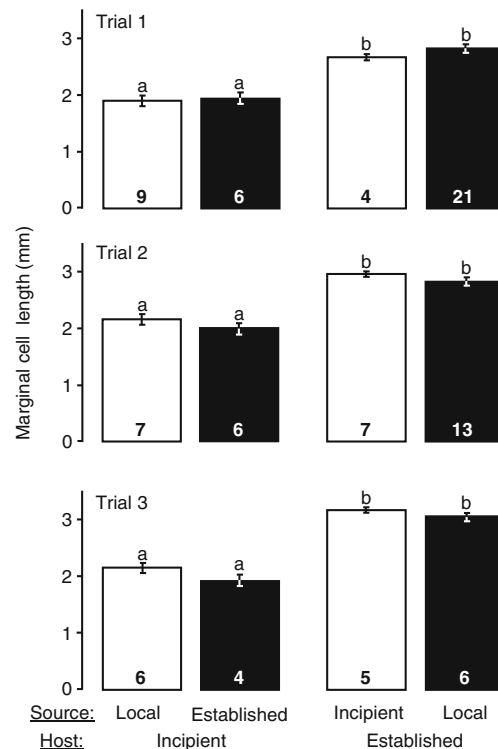 Marginal cell length (mm)
Trial 1
3
2
1
0
a
a
b
b
9
6
4
21
Trial 2
3
2
1
0
a
a
b
b
7
6
7
13
Trial 3
3
2
1
0
a
a
b
b
6
4
5
6
Source: Local Established Incipient Local
Host: Incipient Established